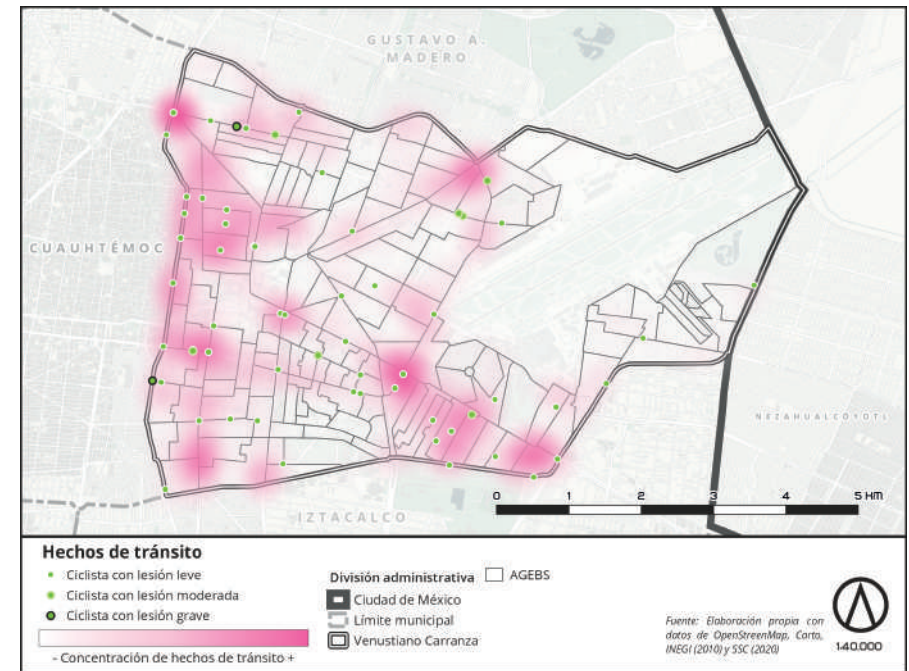 GUSTAVO A.
MADERO
CUAUHTÉMOC
NEZAHUALCÓYOTL
IZTACALCO
0 1 2 3 4 5 HM
Hechos de tránsito
Ciclista con lesión leve
Ciclista con lesión moderada
Ciclista con lesión grave
- Concentración de hechos de tránsito +
División administrativa
AGEBS
Ciudad de México
Límite municipal
Venustiano Carranza
Fuente: Elaboración propia con
datos de OpenStreenMap, Carto,
INEGI (2010) y SSC (2020)
1:40.000